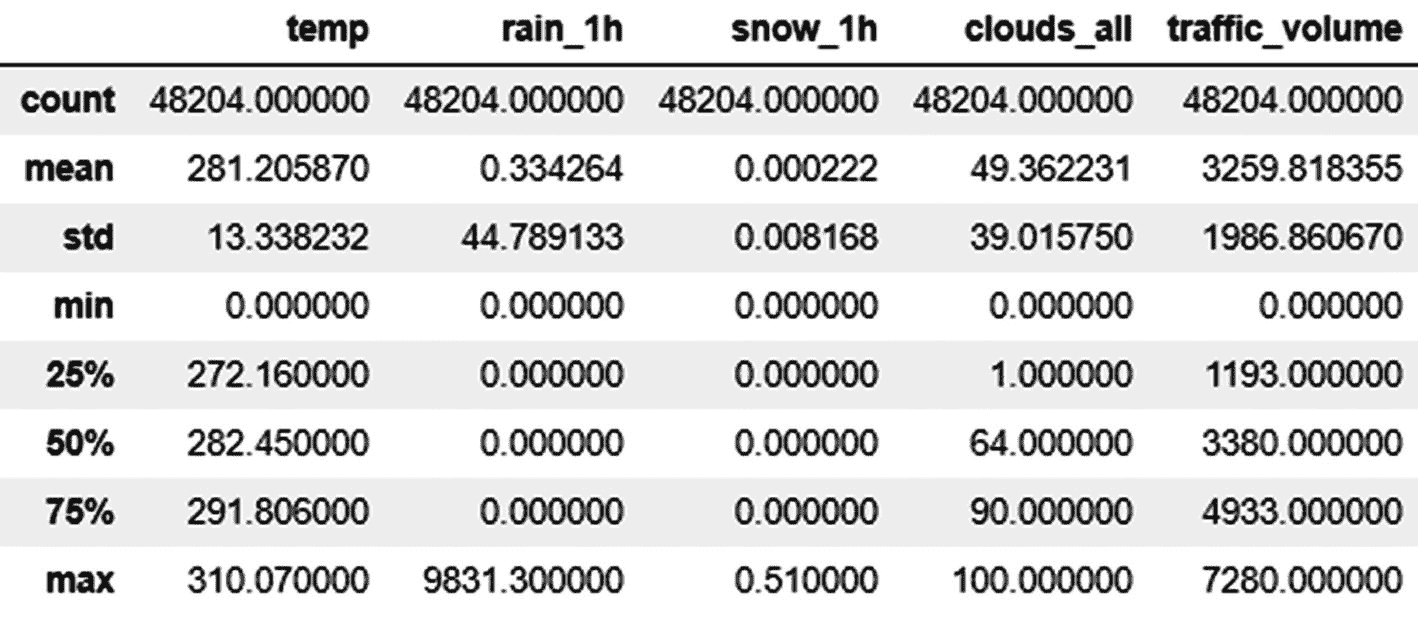 temp rain_1h snow_1h clouds_all traffic_volume
count 48204.000000 48204.000000 48204.000000 48204.000000 48204.000000
mean 281.205870 0.334264 0.000222 49.362231 3259.818355
std 13.338232 44.789133 0.008168 39.015750 1986.860670
min 0.000000 0.000000 0.000000 0.000000 0.000000
25% 272.160000 0.000000 0.000000 1.000000 1193.000000
50% 282.450000 0.000000 0.000000 64.000000 3380.000000
75% 291.806000 0.000000 0.000000 90.000000 4933.000000
max 310.070000 9831.300000 0.510000 100.000000 7280.000000